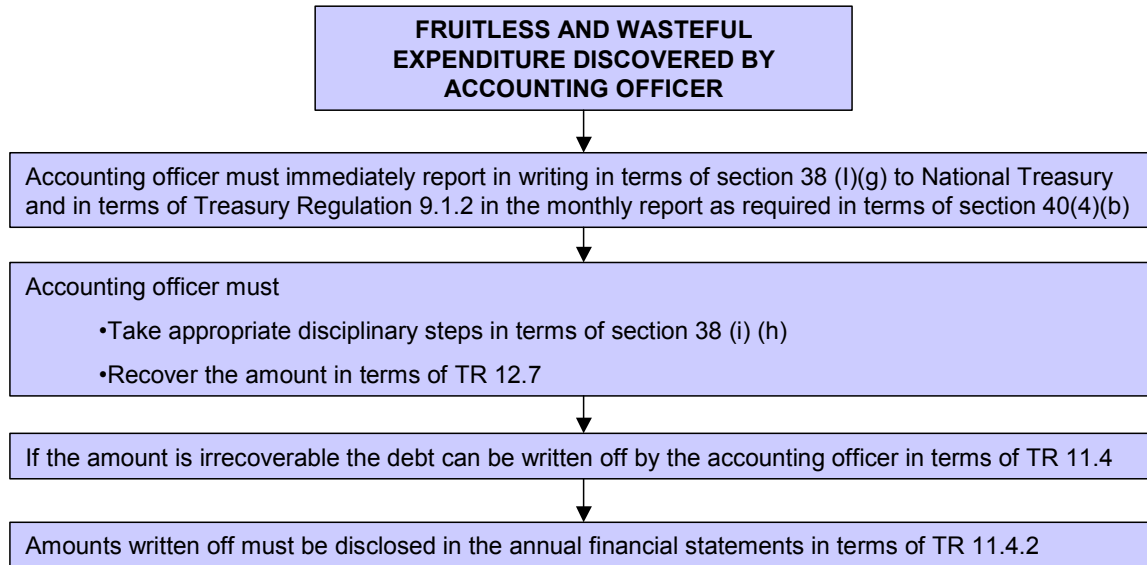 FRUITLESS AND WASTEFUL
EXPENDITURE DISCOVERED BY
ACCOUNTING OFFICER
Accounting officer must immediately report in writing in terms of section 38 (I)(g) to National Treasury
and in terms of Treasury Regulation 9.1.2 in the monthly report as required in terms of section 40(4)(b)
Accounting officer must
•Take appropriate disciplinary steps in terms of section 38 (i) (h)
•Recover the amount in terms of TR 12.7
If the amount is irrecoverable the debt can be written off by the accounting officer in terms of TR 11.4
Amounts written off must be disclosed in the annual financial statements in terms of TR 11.4.2